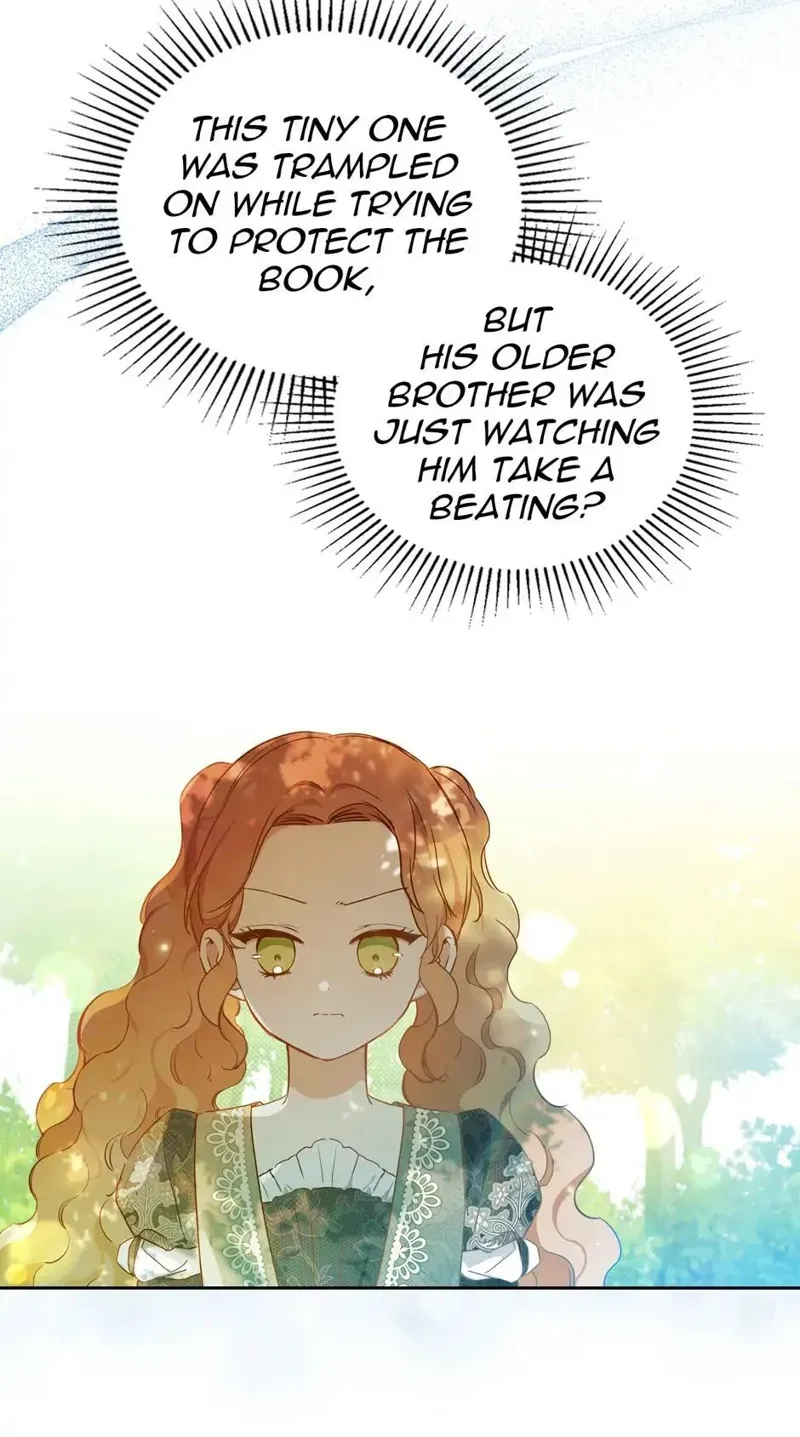 THIS TINY ONE
WAS TRAMPLED
ON WHILE TRYING
TO PROTECT THE
BOOK,
BUT
HIS OLDER
BROTHER WAS
JUST WATCHING
HIM TAKE A
BEATING?